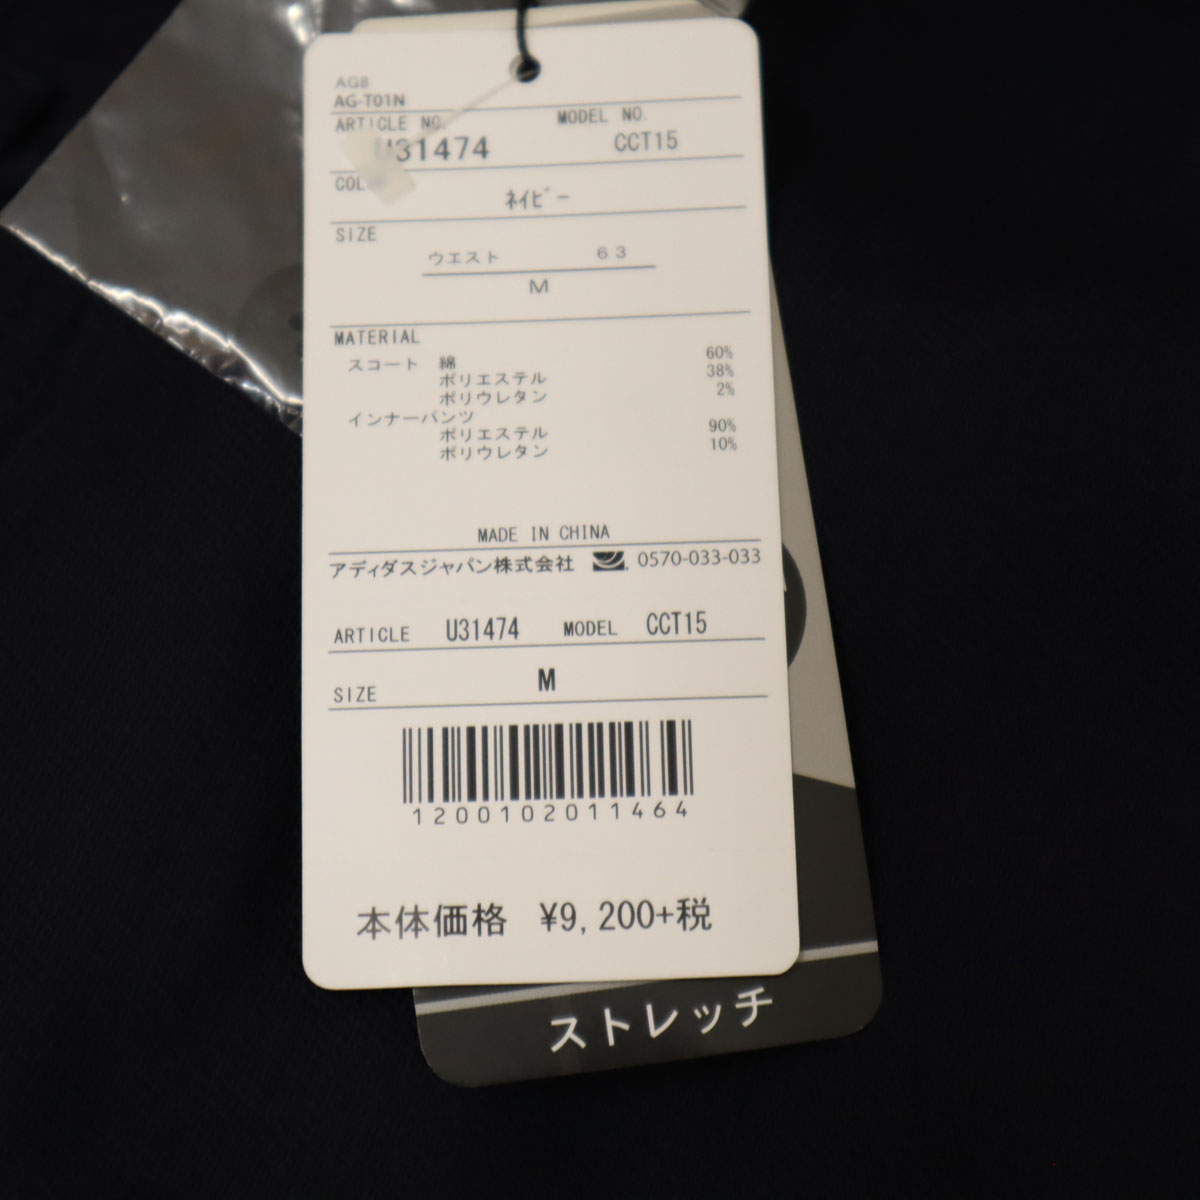 AG8
AG-T01N
ARTICLE NO. MODEL NO.
U31474 CCT15
ﾈｲﾋﾞｰ
SIZE
ウエスト 63
M
MATERIAL
スコート 綿 60%
ポリエステル 38%
ポリウレタン 2%
インナーパンツ
ポリエステル 90%
ポリウレタン 10%
MADE IN CHINA
アディダスジャパン株式会社 0570-033-033
ARTICLE U31474 MODEL CCT15
SIZE M
1200102011464
本体価格 ¥9,200+税
ストレッチ